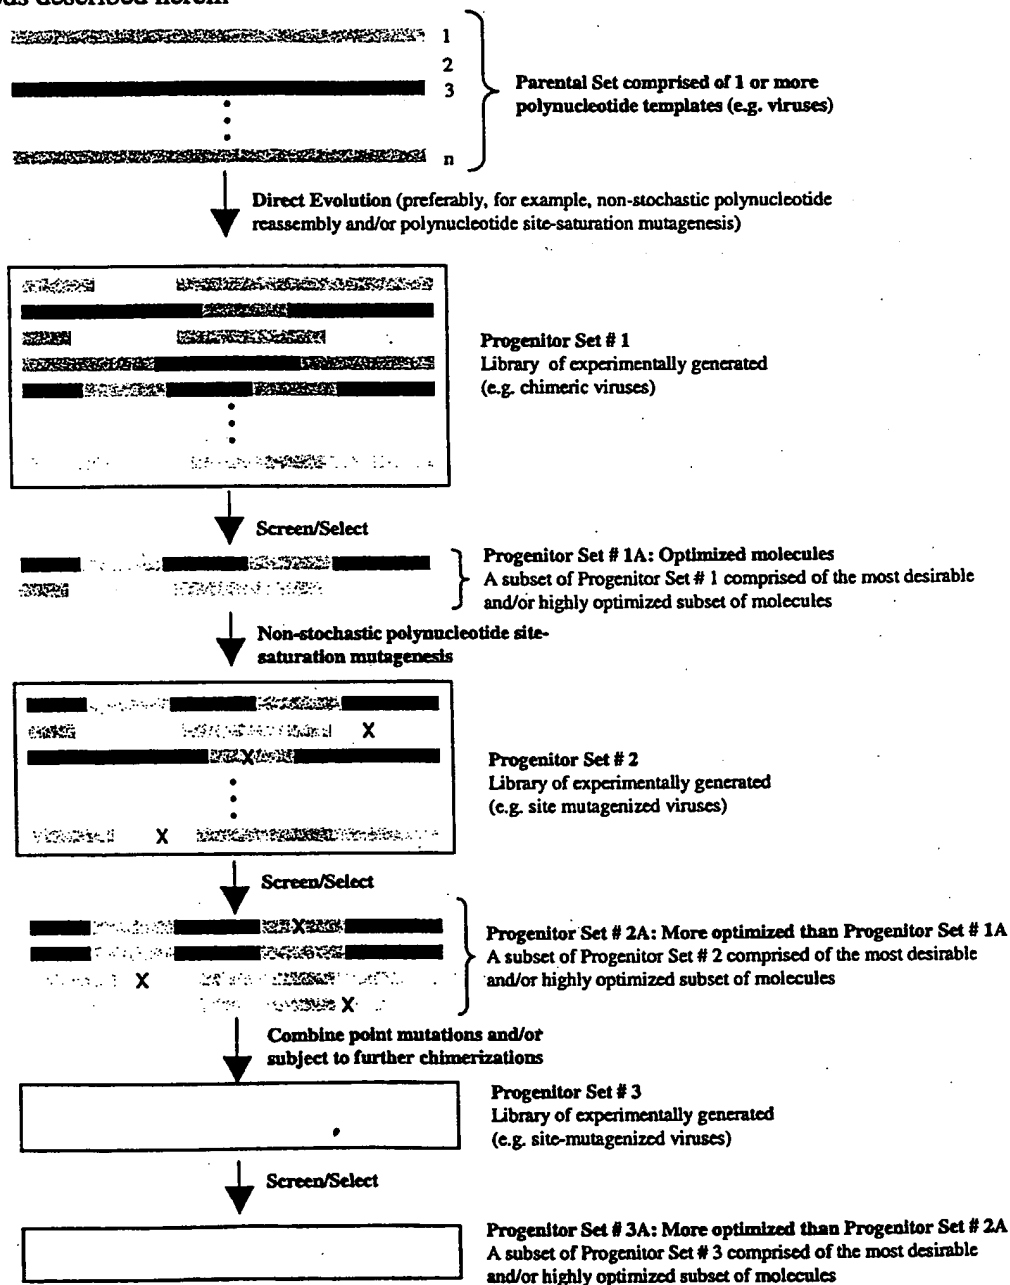 described herein
1
2
3
n
Parental Set comprised of 1 or more
polynucleotide templates (e.g. viruses)
Direct Evolution (preferably, for example, non-stochastic polynucleotide
reassembly and/or polynucleotide site-saturation mutagenesis)
Progenitor Set # 1
Library of experimentally generated
(e.g. chimeric viruses)
Screen/Select
Progenitor Set # 1A: Optimized molecules
A subset of Progenitor Set # 1 comprised of the most desirable
and/or highly optimized subset of molecules
Non-stochastic polynucleotide site-
saturation mutagenesis
X
X
X
Progenitor Set # 2
Library of experimentally generated
(e.g. site mutagenized viruses)
Screen/Select
X
X
X
Progenitor Set # 2A: More optimized than Progenitor Set # 1A
A subset of Progenitor Set # 2 comprised of the most desirable
and/or highly optimized subset of molecules
Combine point mutations and/or
subject to further chimerizations
Progenitor Set # 3
Library of experimentally generated
(e.g. site-mutagenized viruses)
Screen/Select
Progenitor Set # 3A: More optimized than Progenitor Set # 2A
A subset of Progenitor Set # 3 comprised of the most desirable
and/or highly optimized subset of molecules